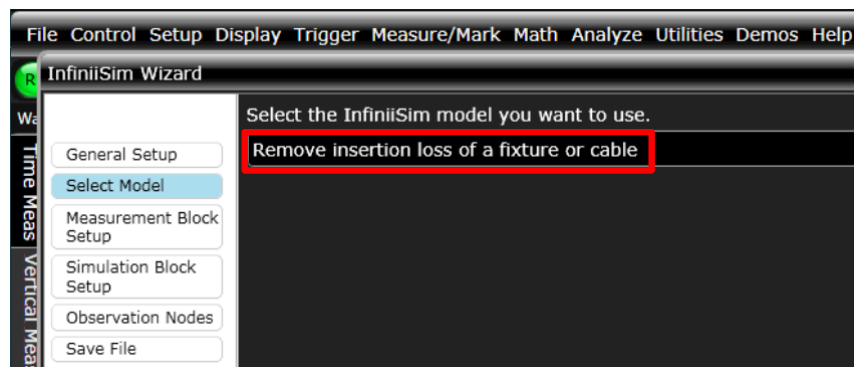 File Control Setup Display Trigger Measure/Mark Math Analyze Utilities Demos Help
R
InfiniiSim Wizard
Select the InfiniiSim model you want to use.
Remove insertion loss of a fixture or cable
General Setup
Select Model
Measurement Block
Setup
Simulation Block
Setup
Observation Nodes
Save File
Time Meas
Vertical Meas